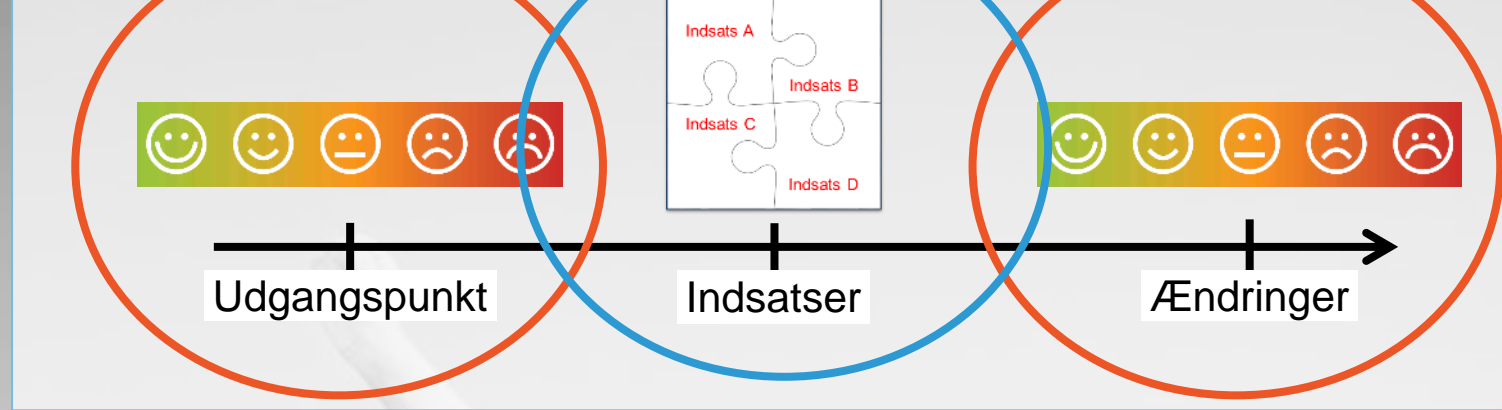 Indsats A
Indsats B
Indsats C
Indsats D
Udgangspunkt
Indsatser
Ændringer